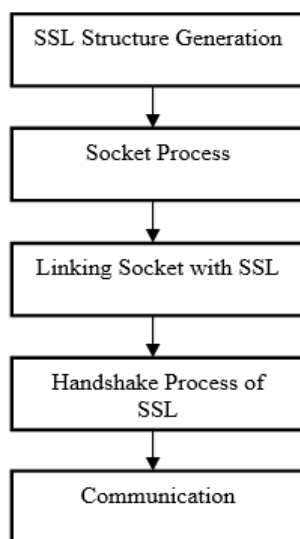 SSL Structure Generation
Socket Process
Linking Socket with SSL
Handshake Process of
SSL
Communication